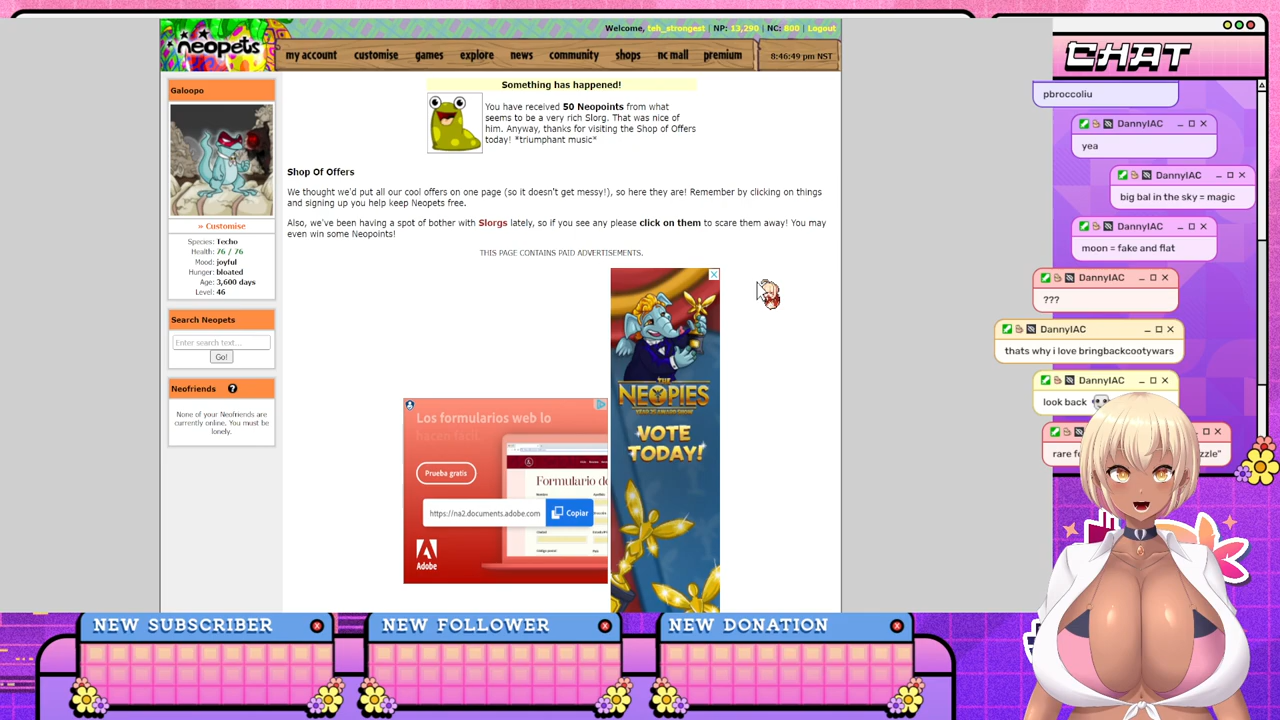 neopets
Welcome, teh_strongest | NP: 13,290 | NC: 800 | Logout
my account customise games explore news community shops nc mall premium 8:46:49 pm NST
Galoopo
» Customise
Species: Techo
Health: 76 / 76
Mood: joyful
Hunger: bloated
Age: 3,600 days
Level: 46
Search Neopets
Enter search text...
Go!
Neofriends ?
None of your Neofriends are
currently online. You must be
lonely.
Something has happened!
You have received 50 Neopoints from what
seems to be a very rich Slorg. That was nice of
him. Anyway, thanks for visiting the Shop of Offers
today! *triumphant music*
Shop Of Offers
We thought we'd put all our cool offers on one page (so it doesn't get messy!), so here they are! Remember by clicking on things
and signing up you help keep Neopets free.
Also, we've been having a spot of bother with Slorgs lately, so if you see any please click on them to scare them away! You may
even win some Neopoints!
THIS PAGE CONTAINS PAID ADVERTISEMENTS.
Los formularios web lo
hacen fácil.
Prueba gratis
https://na2.documents.adobe.com
Copiar
Adobe
THE
NEOPIES
VOTE
TODAY!
CHAT
pbroccoliu
DannyIAC
yea
DannyIAC
big bal in the sky = magic
DannyIAC
moon = fake and flat
DannyIAC
???
DannyIAC
thats why i love bringbackcootywars
DannyIAC
look back
NEW SUBSCRIBER
NEW FOLLOWER
NEW DONATION